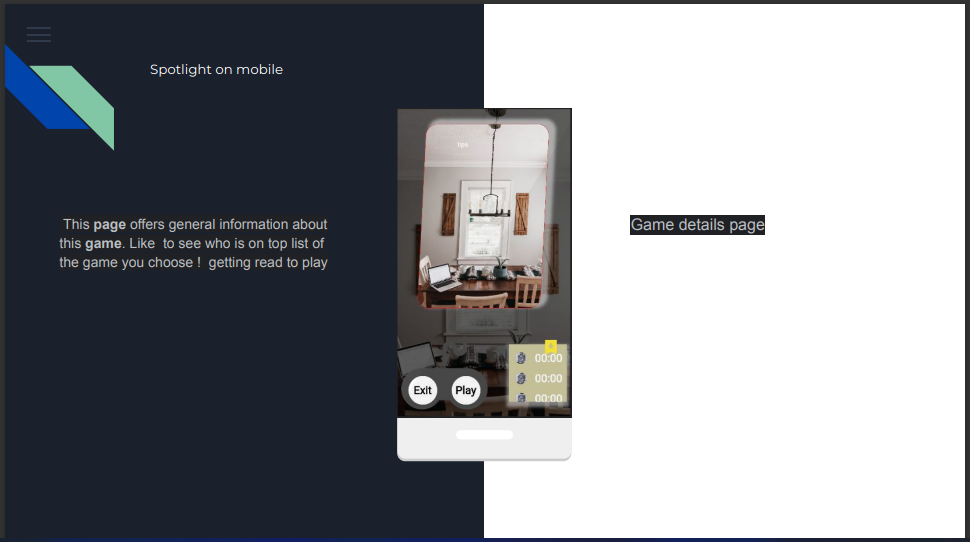 Spotlight on mobile
This page offers general information about
this game. Like  to see who is on top list of
the game you choose !  getting read to play
tips
00:00
00:00
00:00
Exit
Play
Game details page